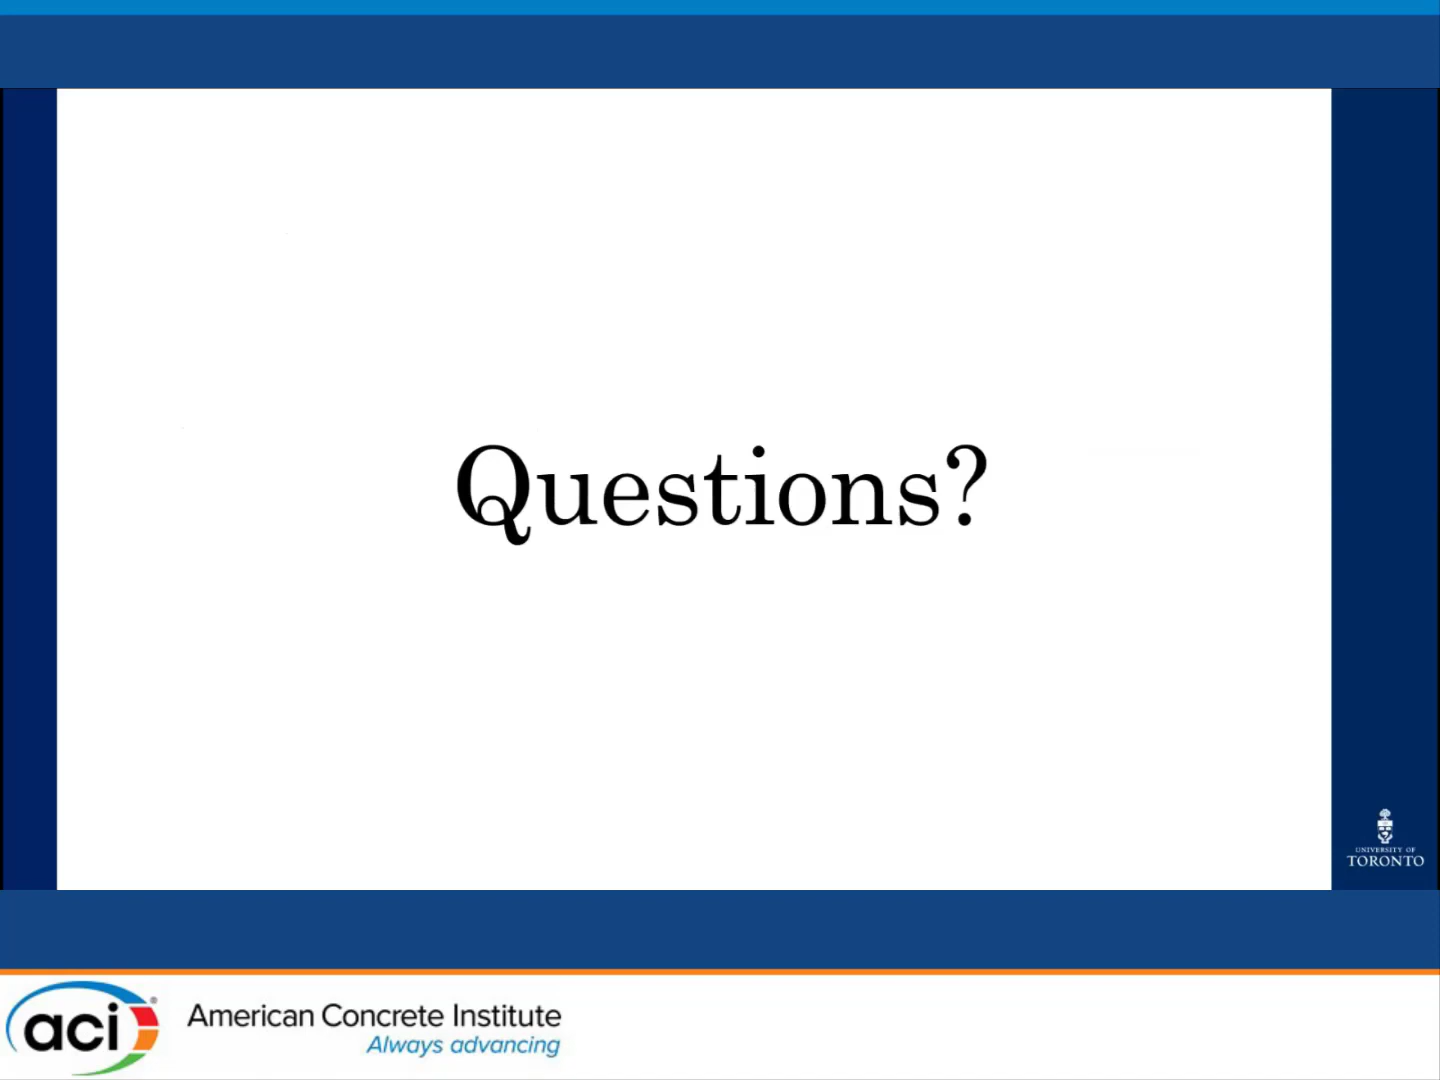 Questions?
UNIVERSITY OF
TORONTO
aci®
American Concrete Institute
Always advancing